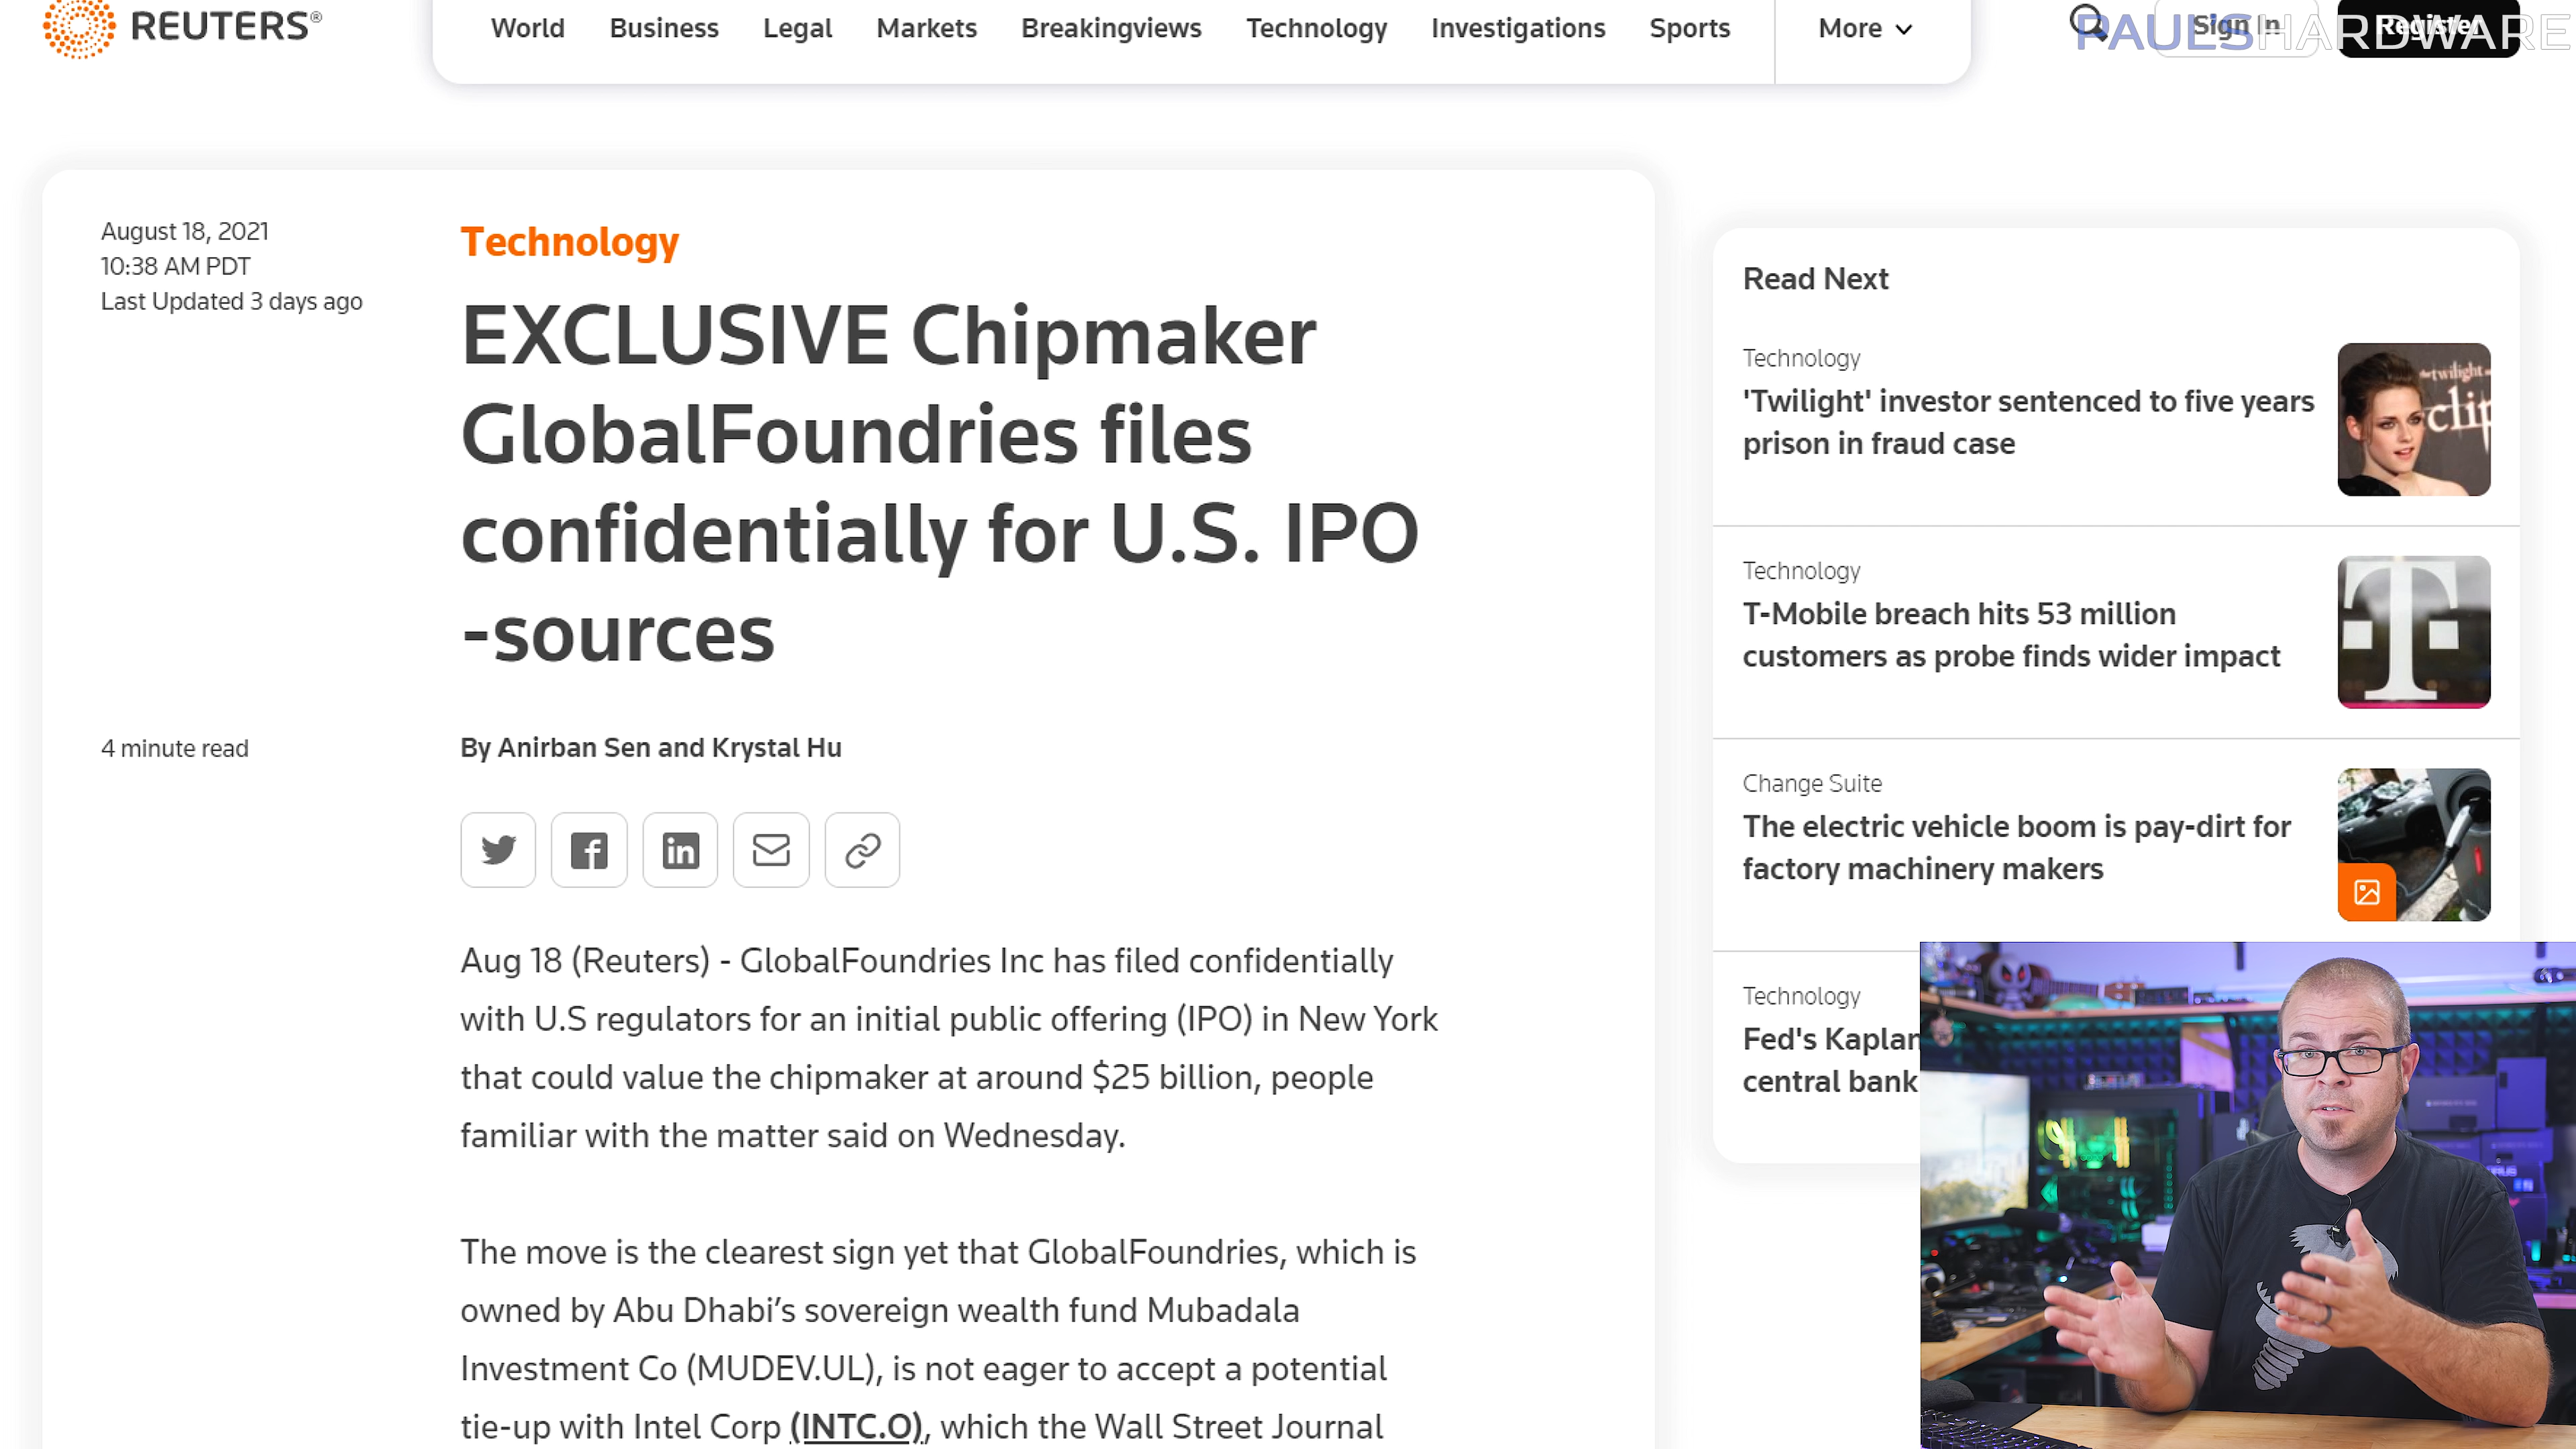 REUTERS®
World Business Legal Markets Breakingviews Technology Investigations Sports More
Sign In
Register
PAULSHARDWARE
August 18, 2021
10:38 AM PDT
Last Updated 3 days ago
Technology
EXCLUSIVE Chipmaker
GlobalFoundries files
confidentially for U.S. IPO
-sources
4 minute read
By Anirban Sen and Krystal Hu
Aug 18 (Reuters) - GlobalFoundries Inc has filed confidentially
with U.S regulators for an initial public offering (IPO) in New York
that could value the chipmaker at around $25 billion, people
familiar with the matter said on Wednesday.
The move is the clearest sign yet that GlobalFoundries, which is
owned by Abu Dhabi’s sovereign wealth fund Mubadala
Investment Co (MUDEV.UL), is not eager to accept a potential
tie-up with Intel Corp (INTC.O), which the Wall Street Journal
Read Next
Technology
'Twilight' investor sentenced to five years
prison in fraud case
twilight
Technology
T-Mobile breach hits 53 million
customers as probe finds wider impact
T
Change Suite
The electric vehicle boom is pay-dirt for
factory machinery makers
Technology
Fed's Kaplan
central bank